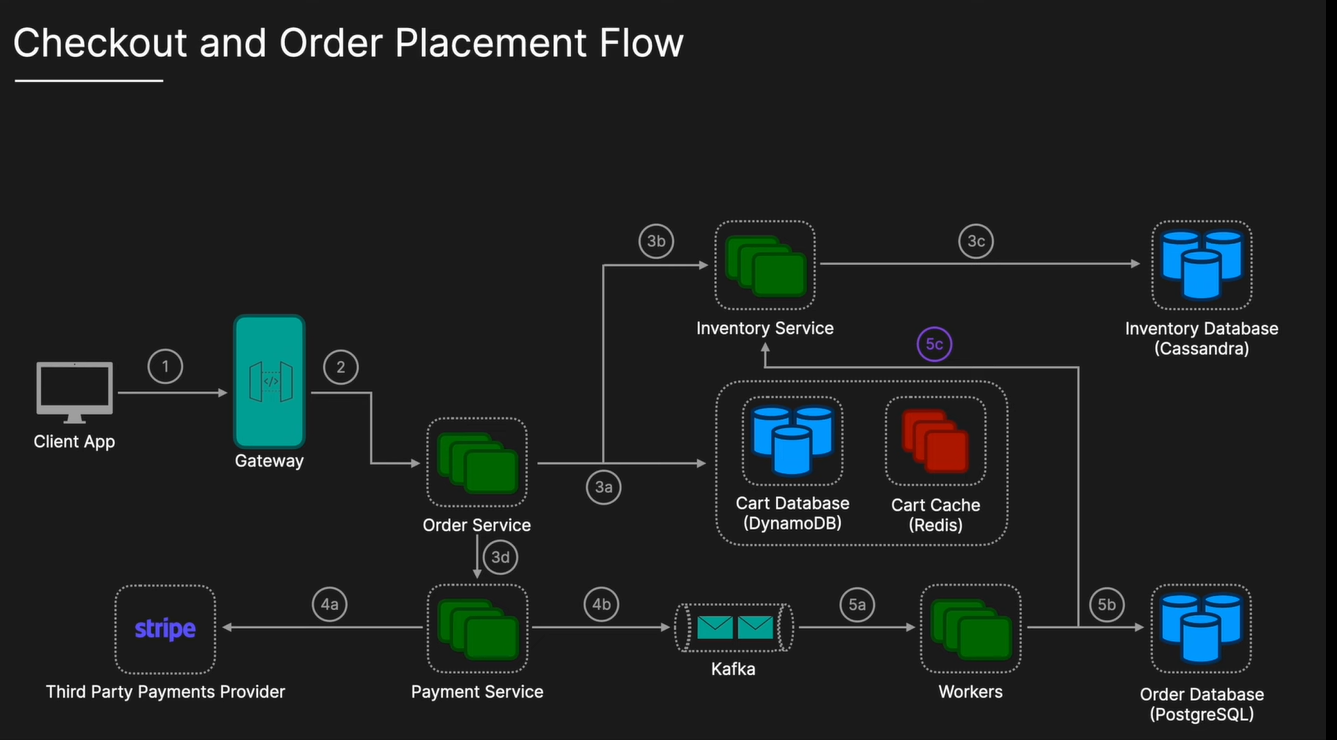 Checkout and Order Placement Flow
3b
3c
Inventory Service
Inventory Database
(Cassandra)
1
2
5c
</>
Client App
Gateway
3a
Cart Database
(DynamoDB)
Cart Cache
(Redis)
Order Service
3d
4a
4b
5a
5b
stripe
Kafka
Third Party Payments Provider
Payment Service
Workers
Order Database
(PostgreSQL)